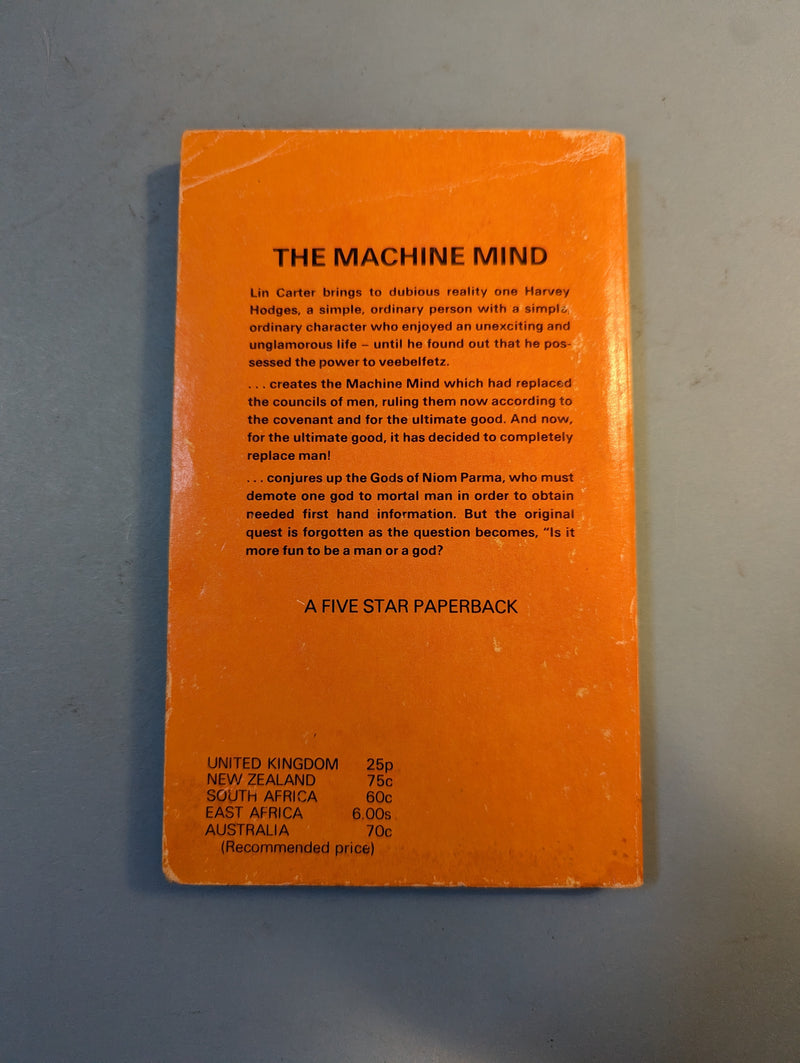 THE MACHINE MIND
Lin Carter brings to dubious reality one Harvey
Hodges, a simple, ordinary person with a simple,
ordinary character who enjoyed an unexciting and
unglamorous life – until he found out that he pos-
sessed the power to veebelfetz.
... creates the Machine Mind which had replaced
the councils of men, ruling them now according to
the covenant and for the ultimate good. And now,
for the ultimate good, it has decided to completely
replace man!
... conjures up the Gods of Niom Parma, who must
demote one god to mortal man in order to obtain
needed first hand information. But the original
quest is forgotten as the question becomes, "Is it
more fun to be a man or a god?
A FIVE STAR PAPERBACK
UNITED KINGDOM 25p
NEW ZEALAND 75c
SOUTH AFRICA 60c
EAST AFRICA 6.00s
AUSTRALIA 70c
(Recommended price)